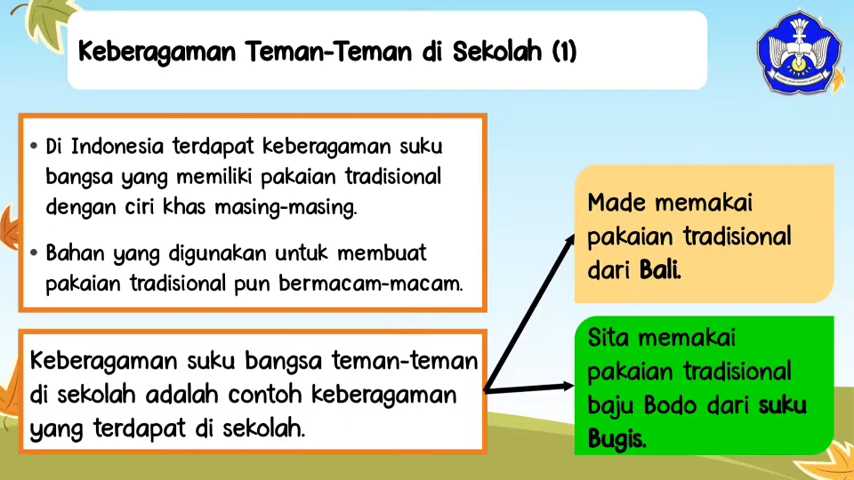 Keberagaman Teman-Teman di Sekolah (1)
• Di Indonesia terdapat keberagaman suku
bangsa yang memiliki pakaian tradisional
dengan ciri khas masing-masing.
• Bahan yang digunakan untuk membuat
pakaian tradisional pun bermacam-macam.
Keberagaman suku bangsa teman-teman
di sekolah adalah contoh keberagaman
yang terdapat di sekolah.
Made memakai
pakaian tradisional
dari Bali.
Sita memakai
pakaian tradisional
baju Bodo dari suku
Bugis.